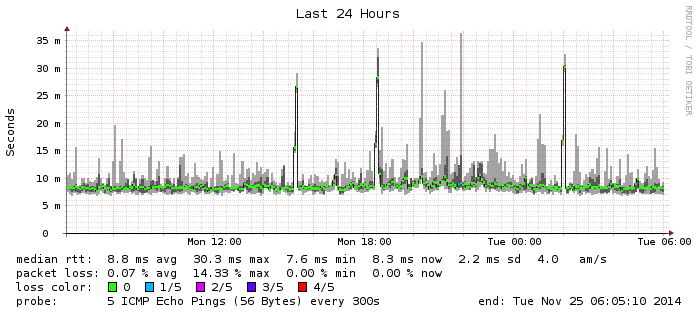 Last 24 Hours
RRDTOOL / TOBI OETIKER
Seconds
35 m
30 m
25 m
20 m
15 m
10 m
5 m
0
Mon 12:00 Mon 18:00 Tue 00:00 Tue 06:00
median rtt: 8.8 ms avg 30.3 ms max 7.6 ms min 8.3 ms now 2.2 ms sd 4.0 am/s
packet loss: 0.07 % avg 14.33 % max 0.00 % min 0.00 % now
loss color: 0 1/5 2/5 3/5 4/5
probe: 5 ICMP Echo Pings (56 Bytes) every 300s end: Tue Nov 25 06:05:10 2014